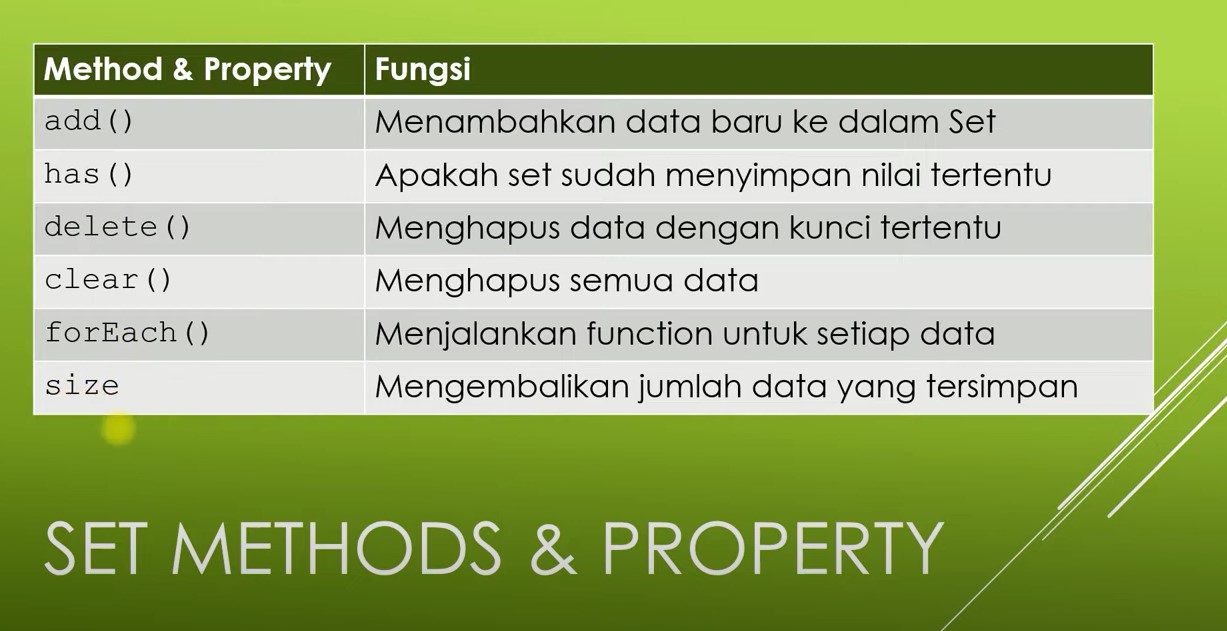 Method & Property Fungsi
add() Menambahkan data baru ke dalam Set
has() Apakah set sudah menyimpan nilai tertentu
delete() Menghapus data dengan kunci tertentu
clear() Menghapus semua data
forEach() Menjalankan function untuk setiap data
size Mengembalikan jumlah data yang tersimpan
SET METHODS & PROPERTY